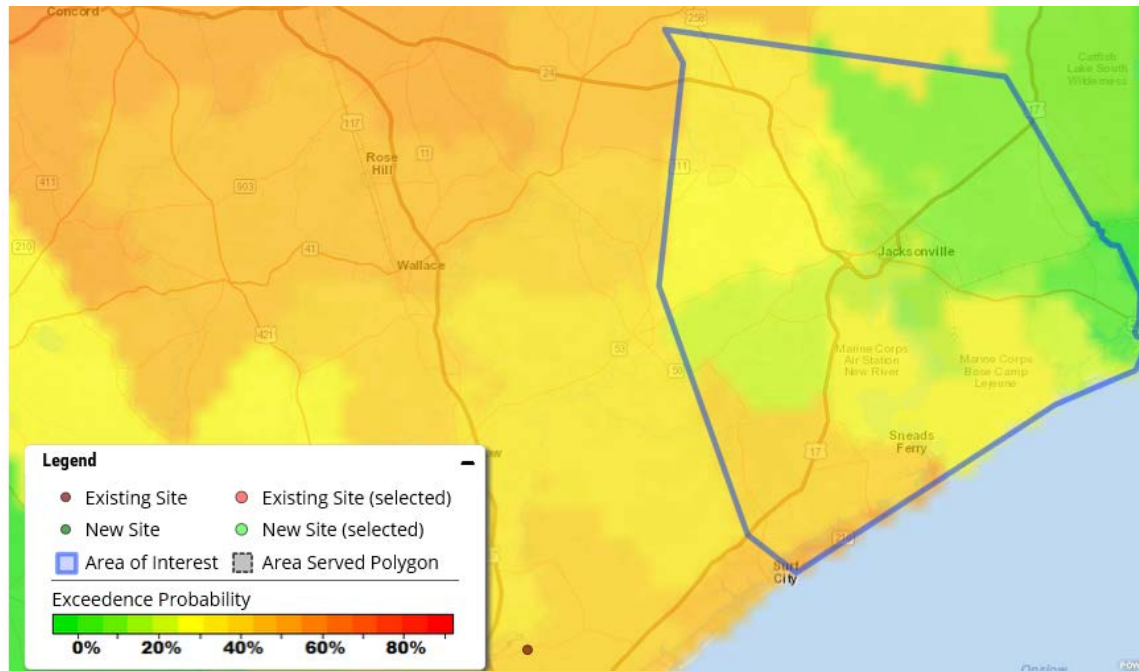 Concord
258
24
Catfish
Lake South
Wilderness
17
117
Rose
Hill
11
11
411
903
210
41
Wallace
Jacksonville
421
53
50
Marine Corps
Air Station
New River
Marine Corps
Base Camp
Lejeune
Sneads
Ferry
17
210
Surf
City
Onslow
Legend
Existing Site
Existing Site (selected)
New Site
New Site (selected)
Area of Interest
Area Served Polygon
Exceedence Probability
0% 20% 40% 60% 80%